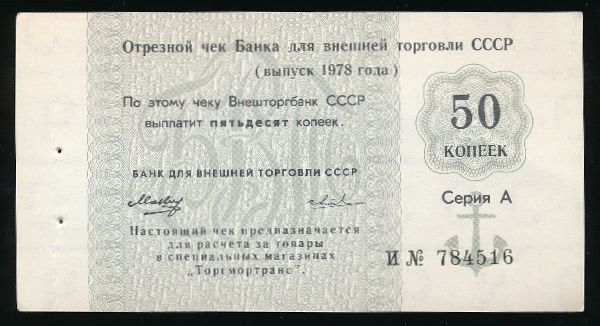 Отрезной чек Банка для внешней торговли СССР
(выпуск 1978 года)
По этому чеку Внешторгбанк СССР
выплатит пятьдесят копеек.
50
КОПЕЕК
БАНК ДЛЯ ВНЕШНЕЙ ТОРГОВЛИ СССР
Серия А
Настоящий чек предназначается
для расчета за товары
в специальных магазинах
„Торгмортранс".
И № 784516